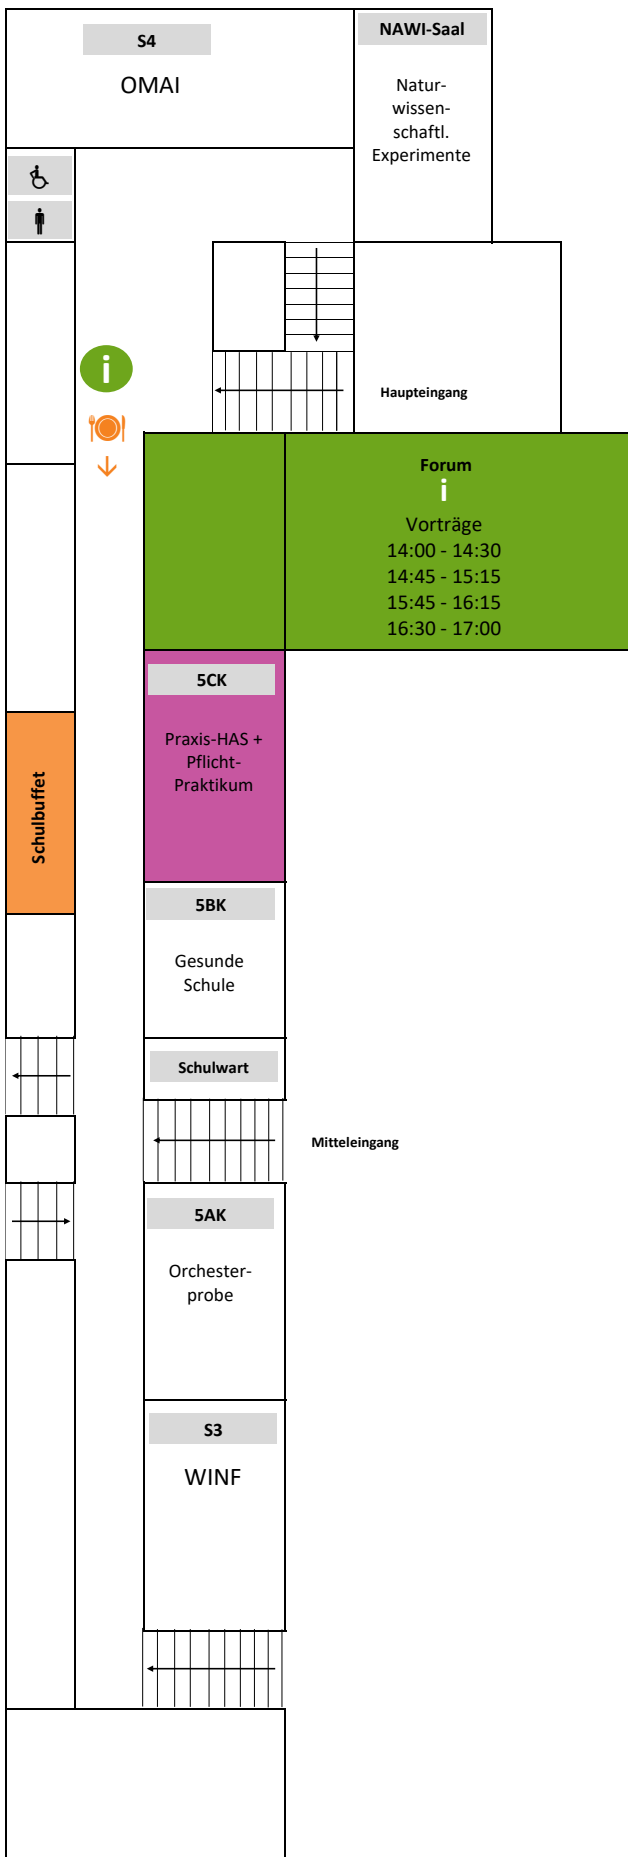 S4
OMAI
NAWI-Saal
Natur-
wissen-
schaftl.
Experimente
i
Haupteingang
Forum
i
Vorträge
14:00 - 14:30
14:45 - 15:15
15:45 - 16:15
16:30 - 17:00
5CK
Praxis-HAS +
Pflicht-
Praktikum
Schulbuffet
5BK
Gesunde
Schule
Schulwart
Mitteleingang
5AK
Orchester-
probe
S3
WINF